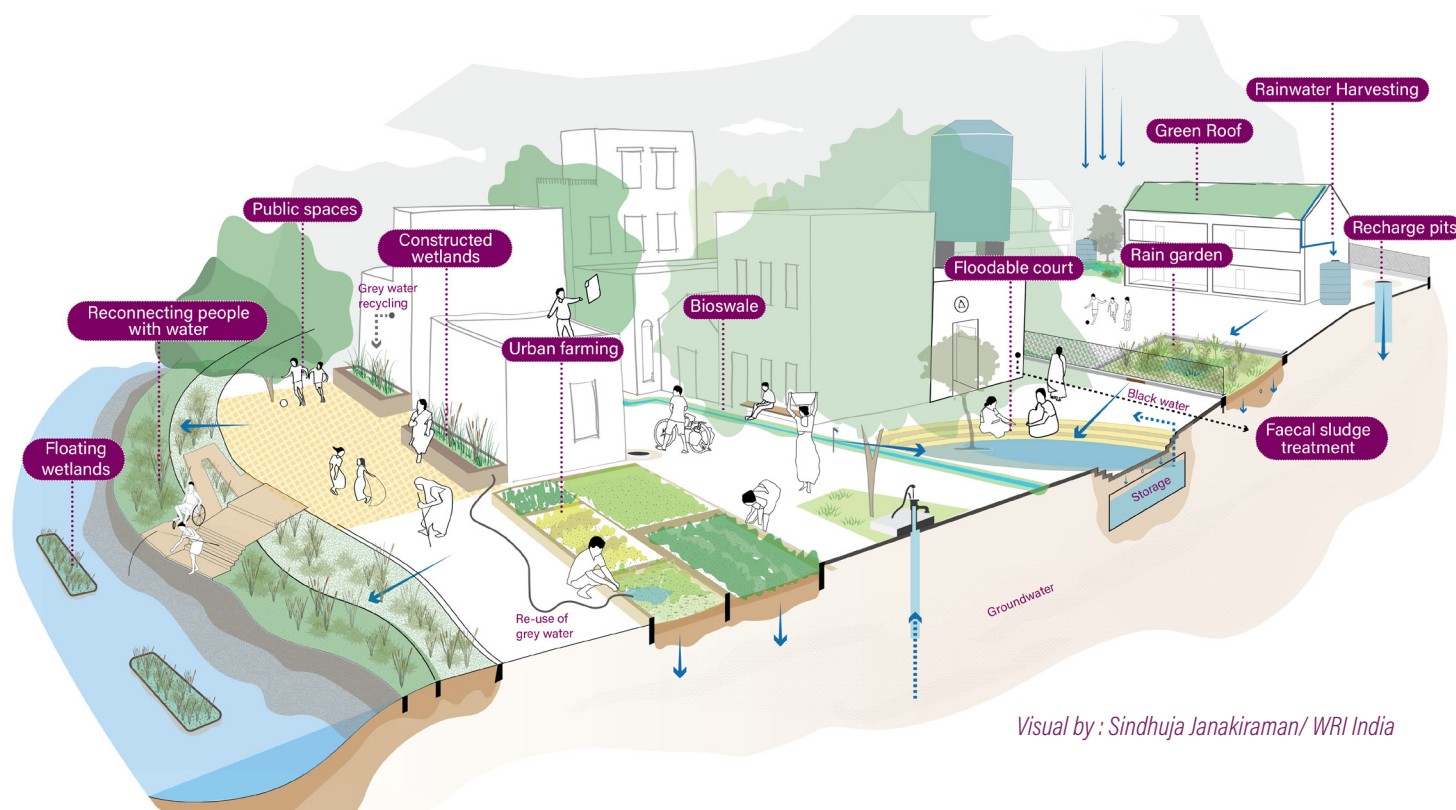 Rainwater Harvesting
Green Roof
Public spaces
Recharge pits
Constructed
wetlands
Floodable court
Rain garden
Grey water
recycling
Reconnecting people
with water
Bioswale
Urban farming
Black water
Floating
wetlands
Faecal sludge
treatment
Storage
Groundwater
Re-use of
grey water
Visual by : Sindhuja Janakiraman/ WRI India